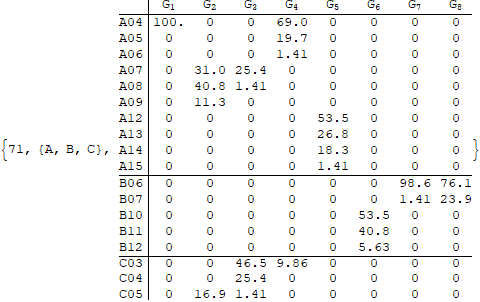 G₁ G₂ G₃ G₄ G₅ G₆ G₇ G₈
A04 100. 0 0 69.0 0 0 0 0
A05 0 0 0 19.7 0 0 0 0
A06 0 0 0 1.41 0 0 0 0
A07 0 31.0 25.4 0 0 0 0 0
A08 0 40.8 1.41 0 0 0 0 0
A09 0 11.3 0 0 0 0 0 0
A12 0 0 0 0 53.5 0 0 0
A13 0 0 0 0 26.8 0 0 0
{71, {A, B, C}, A14 0 0 0 0 18.3 0 0 0 }
A15 0 0 0 0 1.41 0 0 0
B06 0 0 0 0 0 0 98.6 76.1
B07 0 0 0 0 0 0 1.41 23.9
B10 0 0 0 0 0 53.5 0 0
B11 0 0 0 0 0 40.8 0 0
B12 0 0 0 0 0 5.63 0 0
C03 0 0 46.5 9.86 0 0 0 0
C04 0 0 25.4 0 0 0 0 0
C05 0 16.9 1.41 0 0 0 0 0